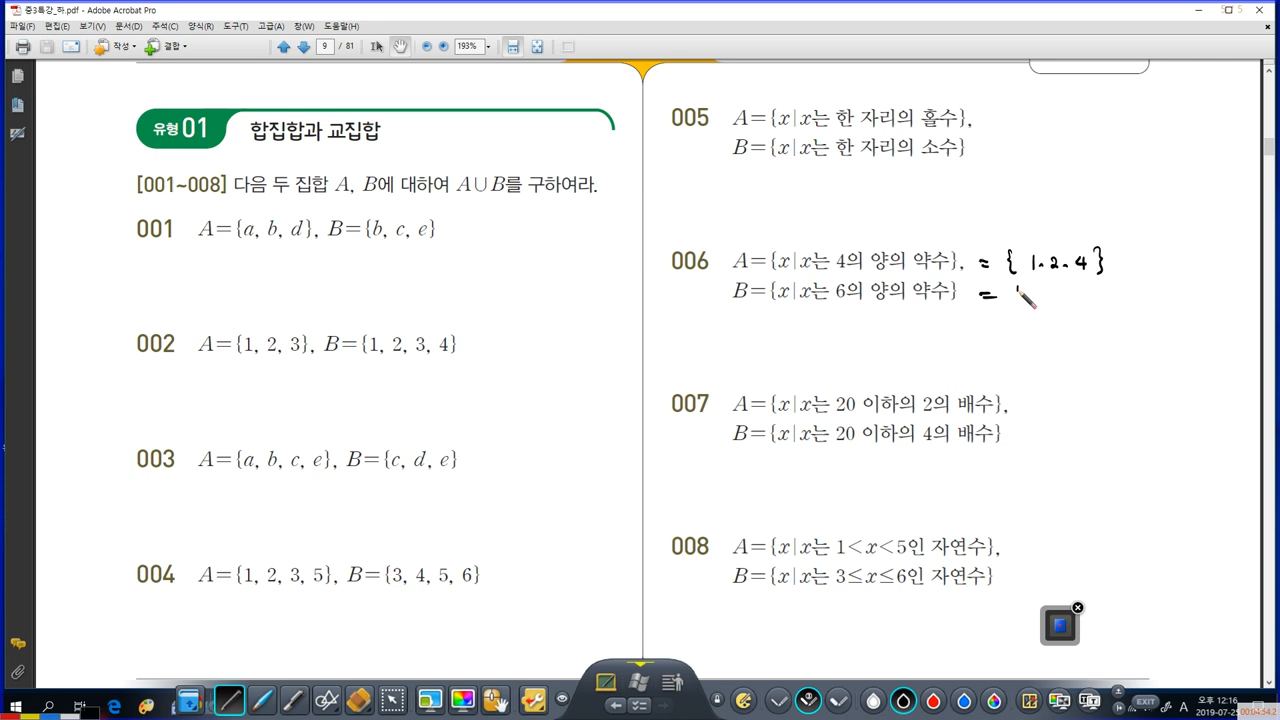 중3특강_하.pdf - Adobe Acrobat Pro
파일(F) 편집(E) 보기(V) 문서(D) 주석(C) 양식(R) 도구(T) 고급(A) 창(W) 도움말(H)
작성 결합 9 / 81 193%
유형 01 합집합과 교집합
[001~008] 다음 두 집합 A, B에 대하여 A∪B를 구하여라.
001 A={a, b, d}, B={b, c, e}
002 A={1, 2, 3}, B={1, 2, 3, 4}
003 A={a, b, c, e}, B={c, d, e}
004 A={1, 2, 3, 5}, B={3, 4, 5, 6}
005 A={x|x는 한 자리의 홀수},
B={x|x는 한 자리의 소수}
006 A={x|x는 4의 양의 약수}, = { 1. 2. 4 }
B={x|x는 6의 양의 약수} =
007 A={x|x는 20 이하의 2의 배수},
B={x|x는 20 이하의 4의 배수}
008 A={x|x는 1<x<5인 자연수},
B={x|x는 3≤x≤6인 자연수}
EXIT A 오후 12:16
2019-07-25
00:04:54.2